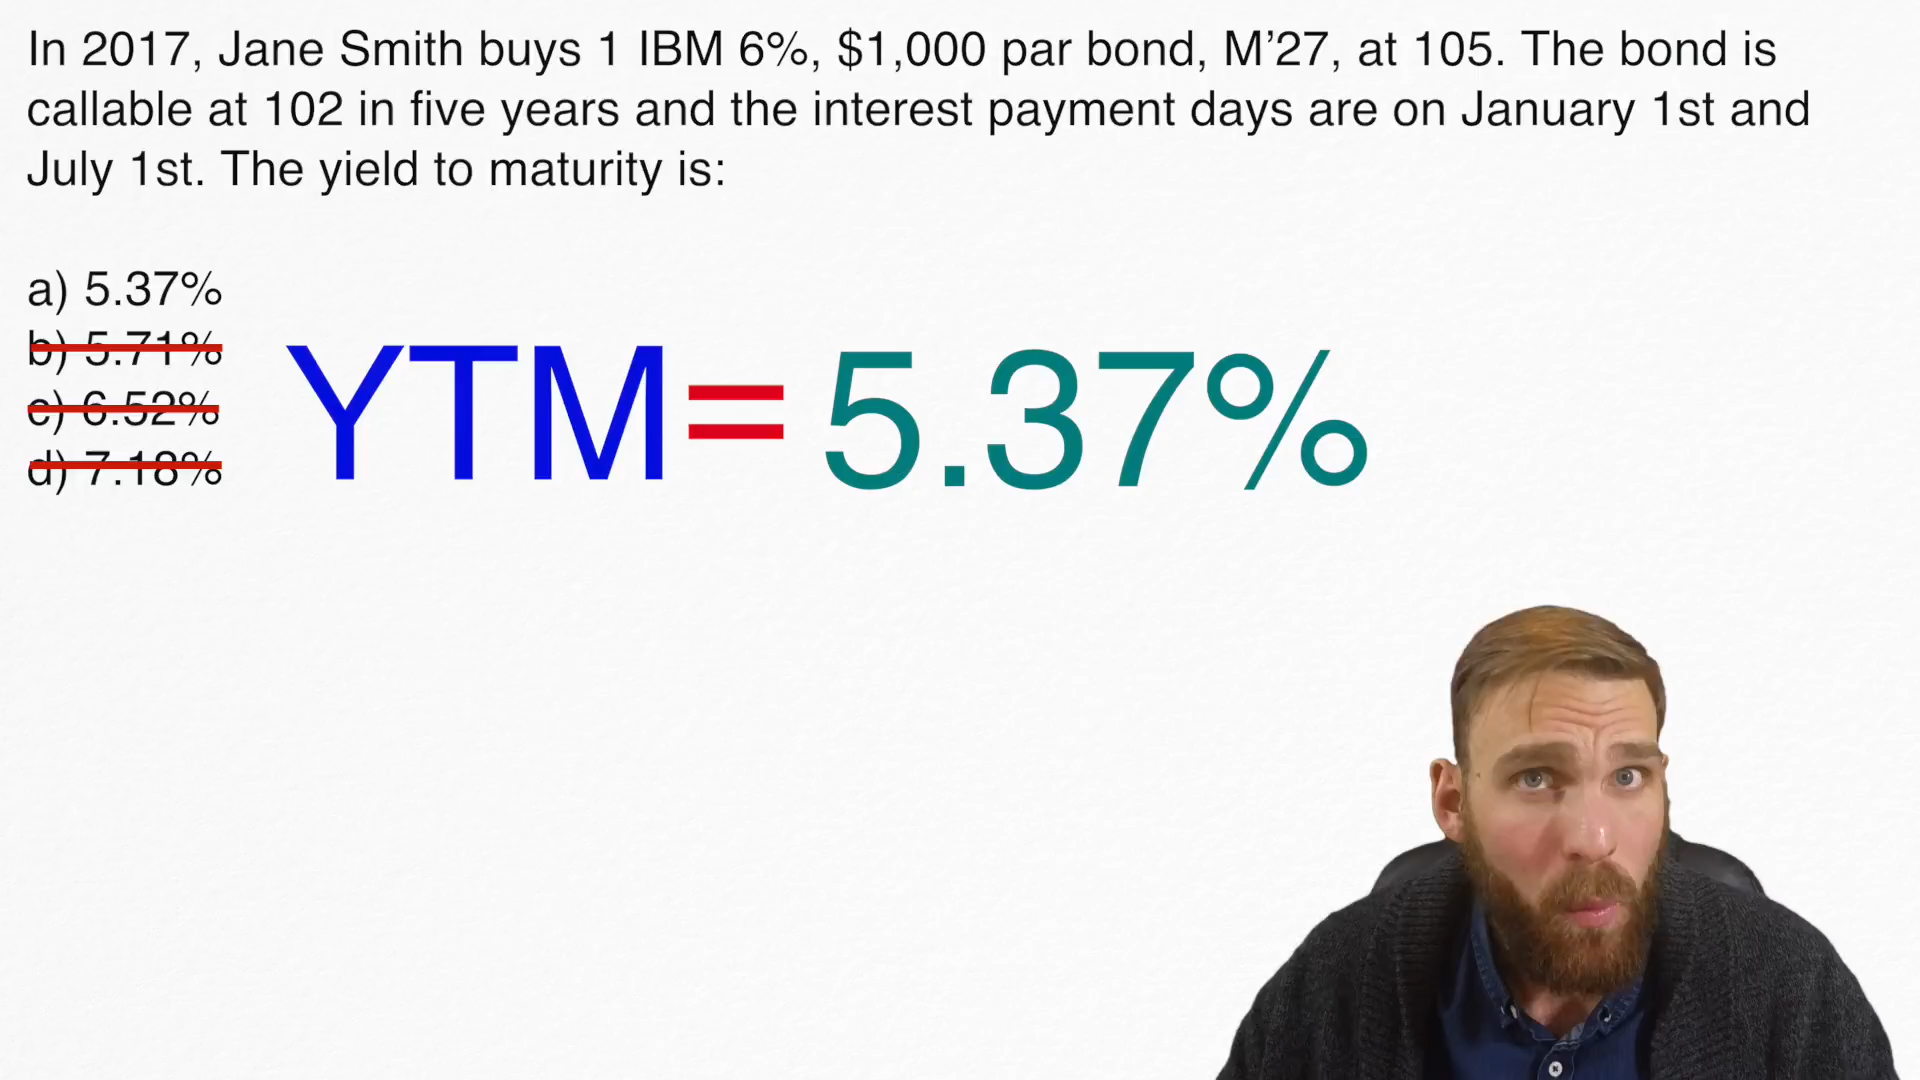 In 2017, Jane Smith buys 1 IBM 6%, $1,000 par bond, M’27, at 105. The bond is
callable at 102 in five years and the interest payment days are on January 1st and
July 1st. The yield to maturity is:
a) 5.37%
b) 5.71%
c) 6.52%
d) 7.18%
YTM=5.37%